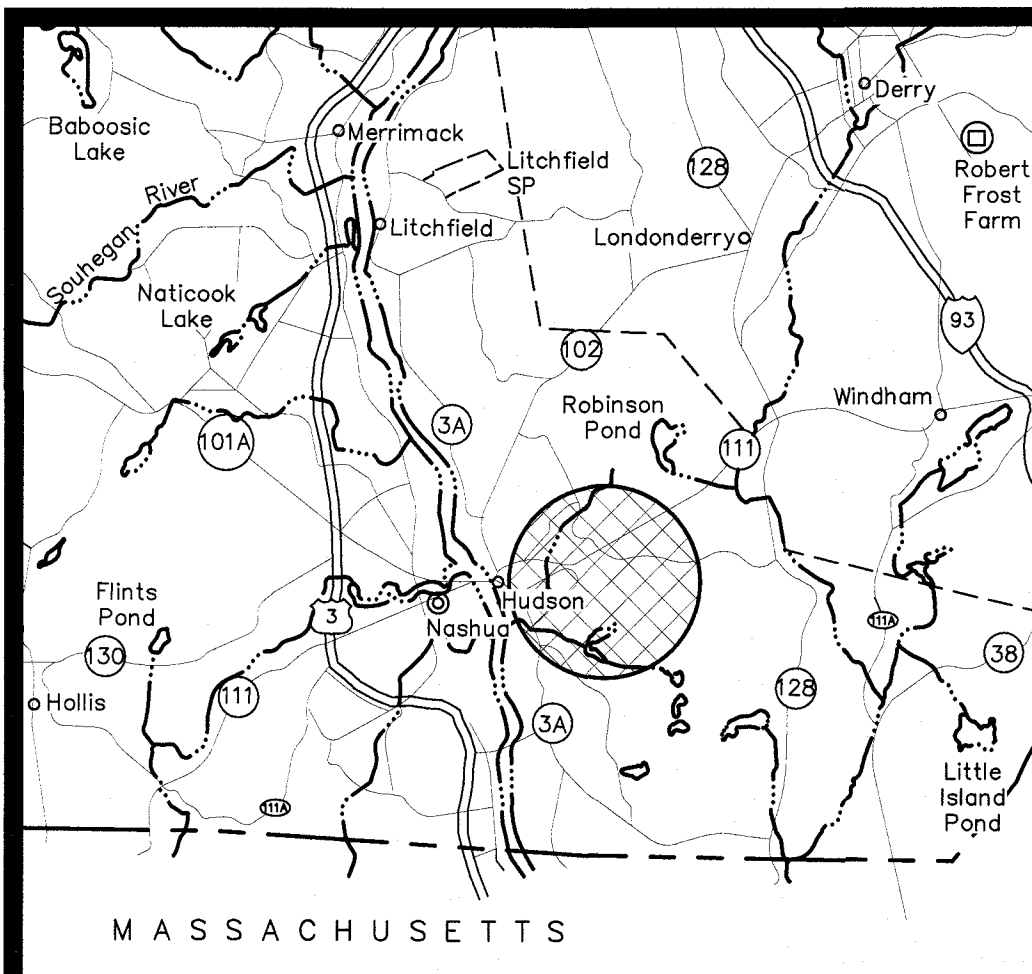 Derry
Baboosic
Lake
Merrimack
Litchfield
SP
128
Robert
Frost
Farm
River
Souhegan
Litchfield
Londonderry
Naticook
Lake
93
102
Windham
Robinson
Pond
3A
101A
111
Flints
Pond
3
Hudson
Nashua
111A
130
38
Hollis
111
128
3A
Little
Island
Pond
111A
MASSACHUSETTS